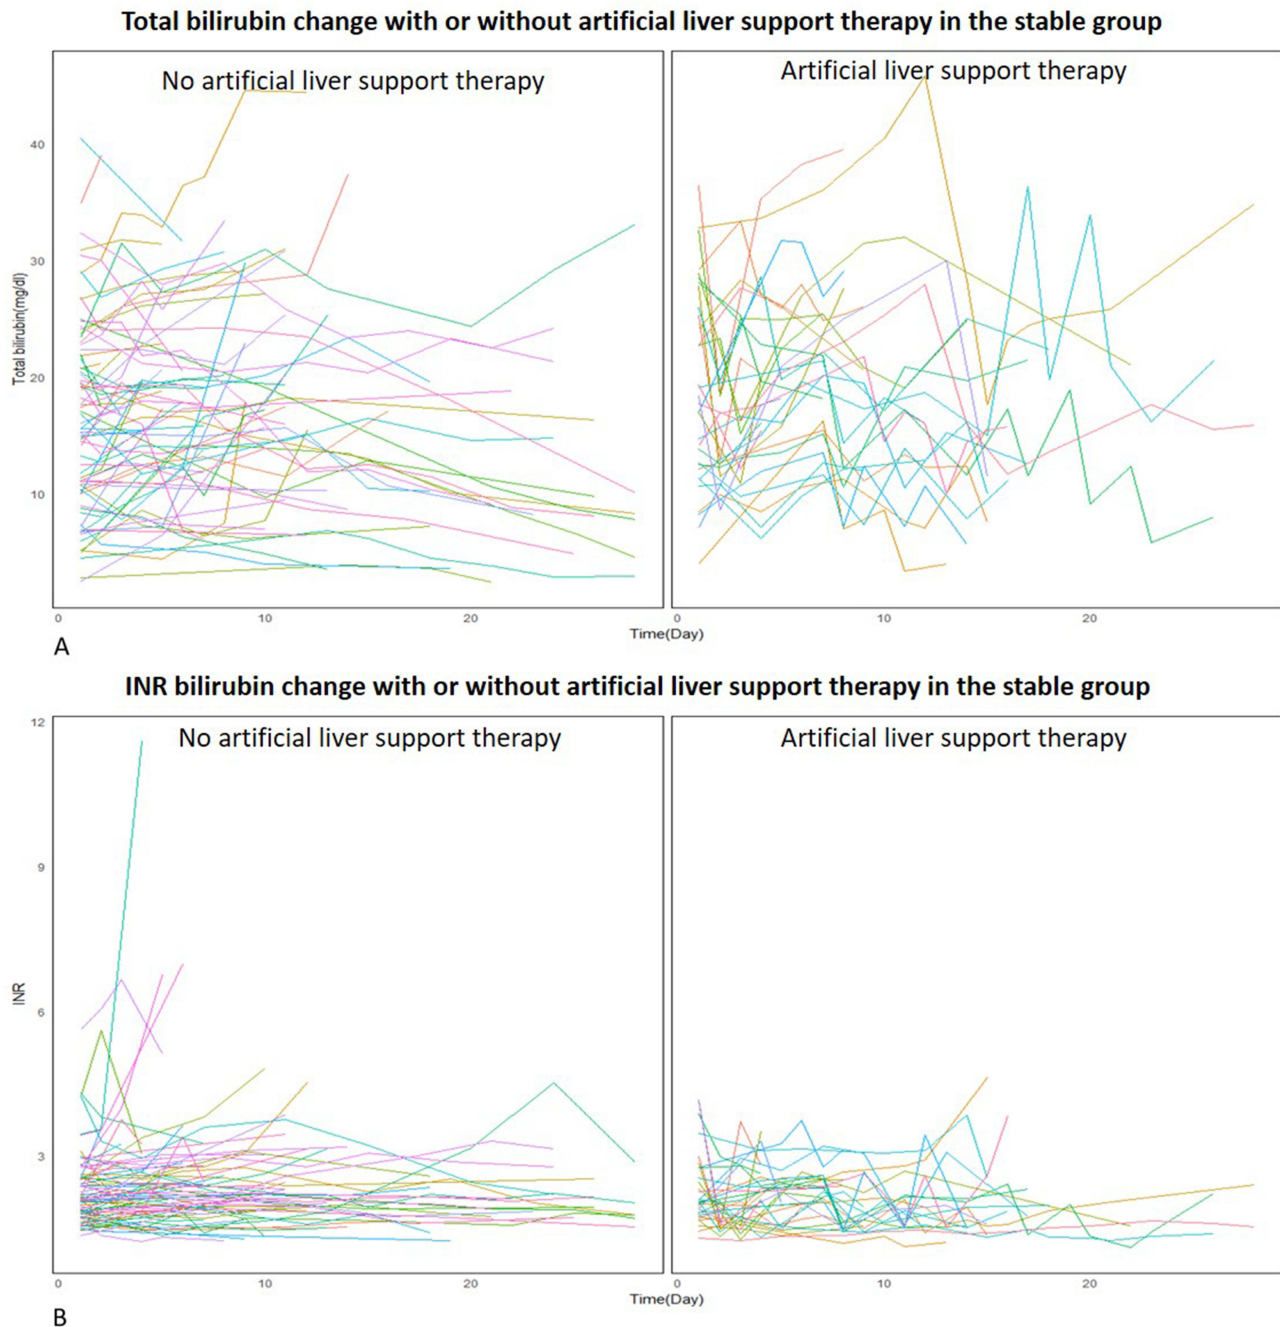 Total bilirubin change with or without artificial liver support therapy in the stable group
No artificial liver support therapy
Artificial liver support therapy
Total bilirubin(mg/dl)
40
30
20
10
0
10
20
0
10
20
Time(Day)
A
INR bilirubin change with or without artificial liver support therapy in the stable group
No artificial liver support therapy
Artificial liver support therapy
INR
12
9
6
3
0
10
20
0
10
20
Time(Day)
B